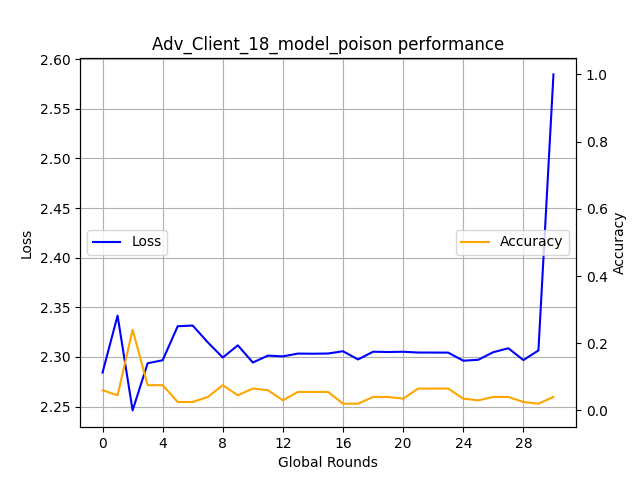 Adv_Client_18_model_poison performance
2.60
2.55
2.50
2.45
2.40
2.35
2.30
2.25
Loss
Loss
Accuracy
1.0
0.8
0.6
0.4
0.2
0.0
Accuracy
0 4 8 12 16 20 24 28
Global Rounds